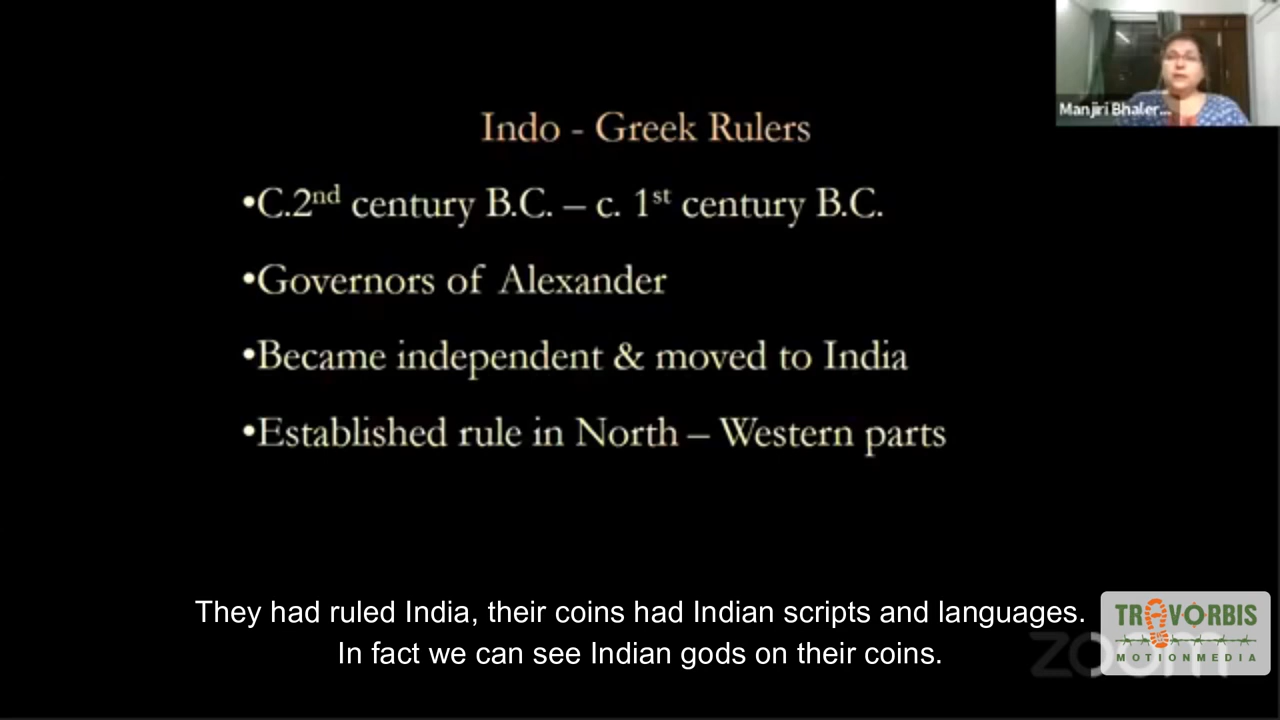 Manjiri Bhaler...
Indo - Greek Rulers
•C.2nd century B.C. – c. 1st century B.C.
•Governors of Alexander
•Became independent & moved to India
•Established rule in North – Western parts
They had ruled India, their coins had Indian scripts and languages.
In fact we can see Indian gods on their coins.
zoom
TRAVORBIS
MOTIONMEDIA